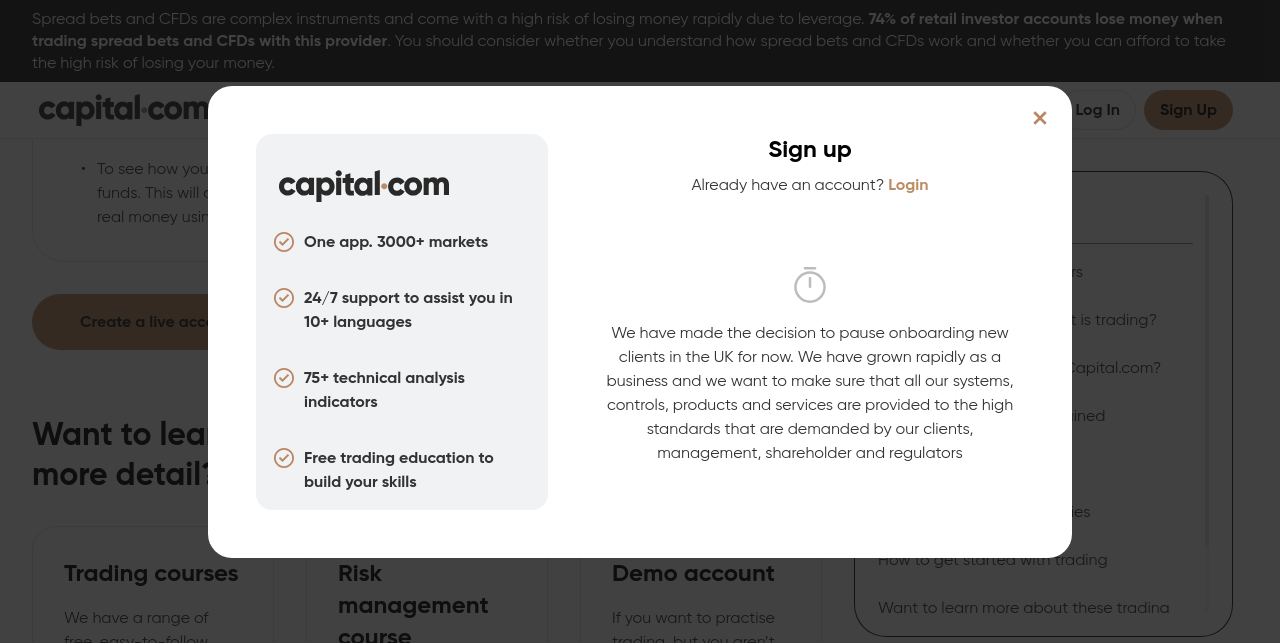 Spread bets and CFDs are complex instruments and come with a high risk of losing money rapidly due to leverage. 74% of retail investor accounts lose money when
trading spread bets and CFDs with this provider. You should consider whether you understand how spread bets and CFDs work and whether you can afford to take
the high risk of losing your money.
capital.com
Log In
Sign Up
• To see how you
funds. This will
real money usin
Create a live acc
Want to lear
more detail?
Trading courses
We have a range of
free, easy-to-follow
Risk
management
course
Demo account
If you want to practise
trading, but you aren't
capital.com
One app. 3000+ markets
24/7 support to assist you in
10+ languages
75+ technical analysis
indicators
Free trading education to
build your skills
×
Sign up
Already have an account? Login
We have made the decision to pause onboarding new
clients in the UK for now. We have grown rapidly as a
business and we want to make sure that all our systems,
controls, products and services are provided to the high
standards that are demanded by our clients,
management, shareholder and regulators
rs
t is trading?
Capital.com?
ined
ies
How to get started with trading
Want to learn more about these trading